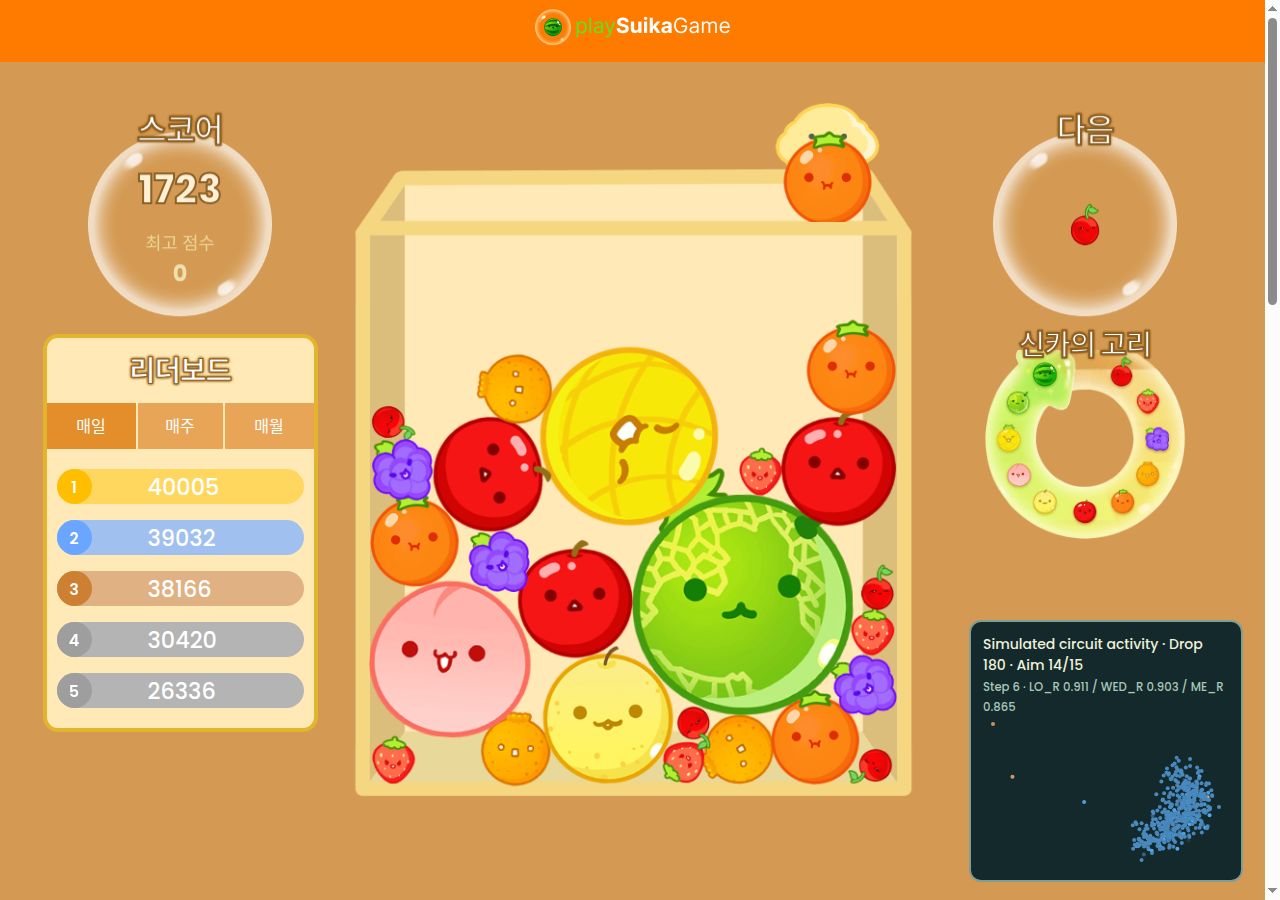 playSuikaGame
스코어
1723
최고 점수
0
리더보드
매일 매주 매월
1 40005
2 39032
3 38166
4 30420
5 26336
다음
신카의 고리
Simulated circuit activity · Drop
180 · Aim 14/15
Step 6 · LO_R 0.911 / WED_R 0.903 / ME_R
0.865